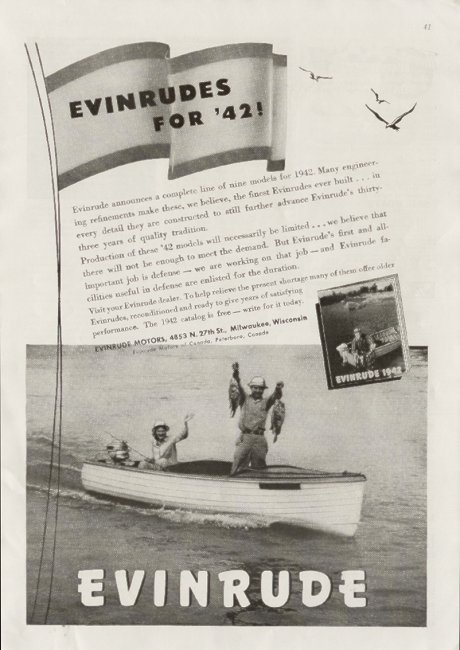 41
EVINRUDES
FOR '42!
Evinrude announces a complete line of nine models for 1942. Many engineer-
ing refinements make these, we believe, the finest Evinrudes ever built . . . in
every detail they are constructed to still further advance Evinrude's thirty-
three years of quality tradition.
Production of these '42 models will necessarily be limited . . . we believe that
there will not be enough to meet the demand. But Evinrude's first and all-
important job is defense — we are working on that job — and Evinrude fa-
cilities useful in defense are enlisted for the duration.
Visit your Evinrude dealer. To help relieve the present shortage many of them offer older
Evinrudes, reconditioned and ready to give years of satisfying
performance. The 1942 catalog is free — write for it today.
EVINRUDE MOTORS, 4853 N. 27th St., Milwaukee, Wisconsin
Evinrude Motors of Canada, Peterboro, Canada
EVINRUDE 1942
EVINRUDE